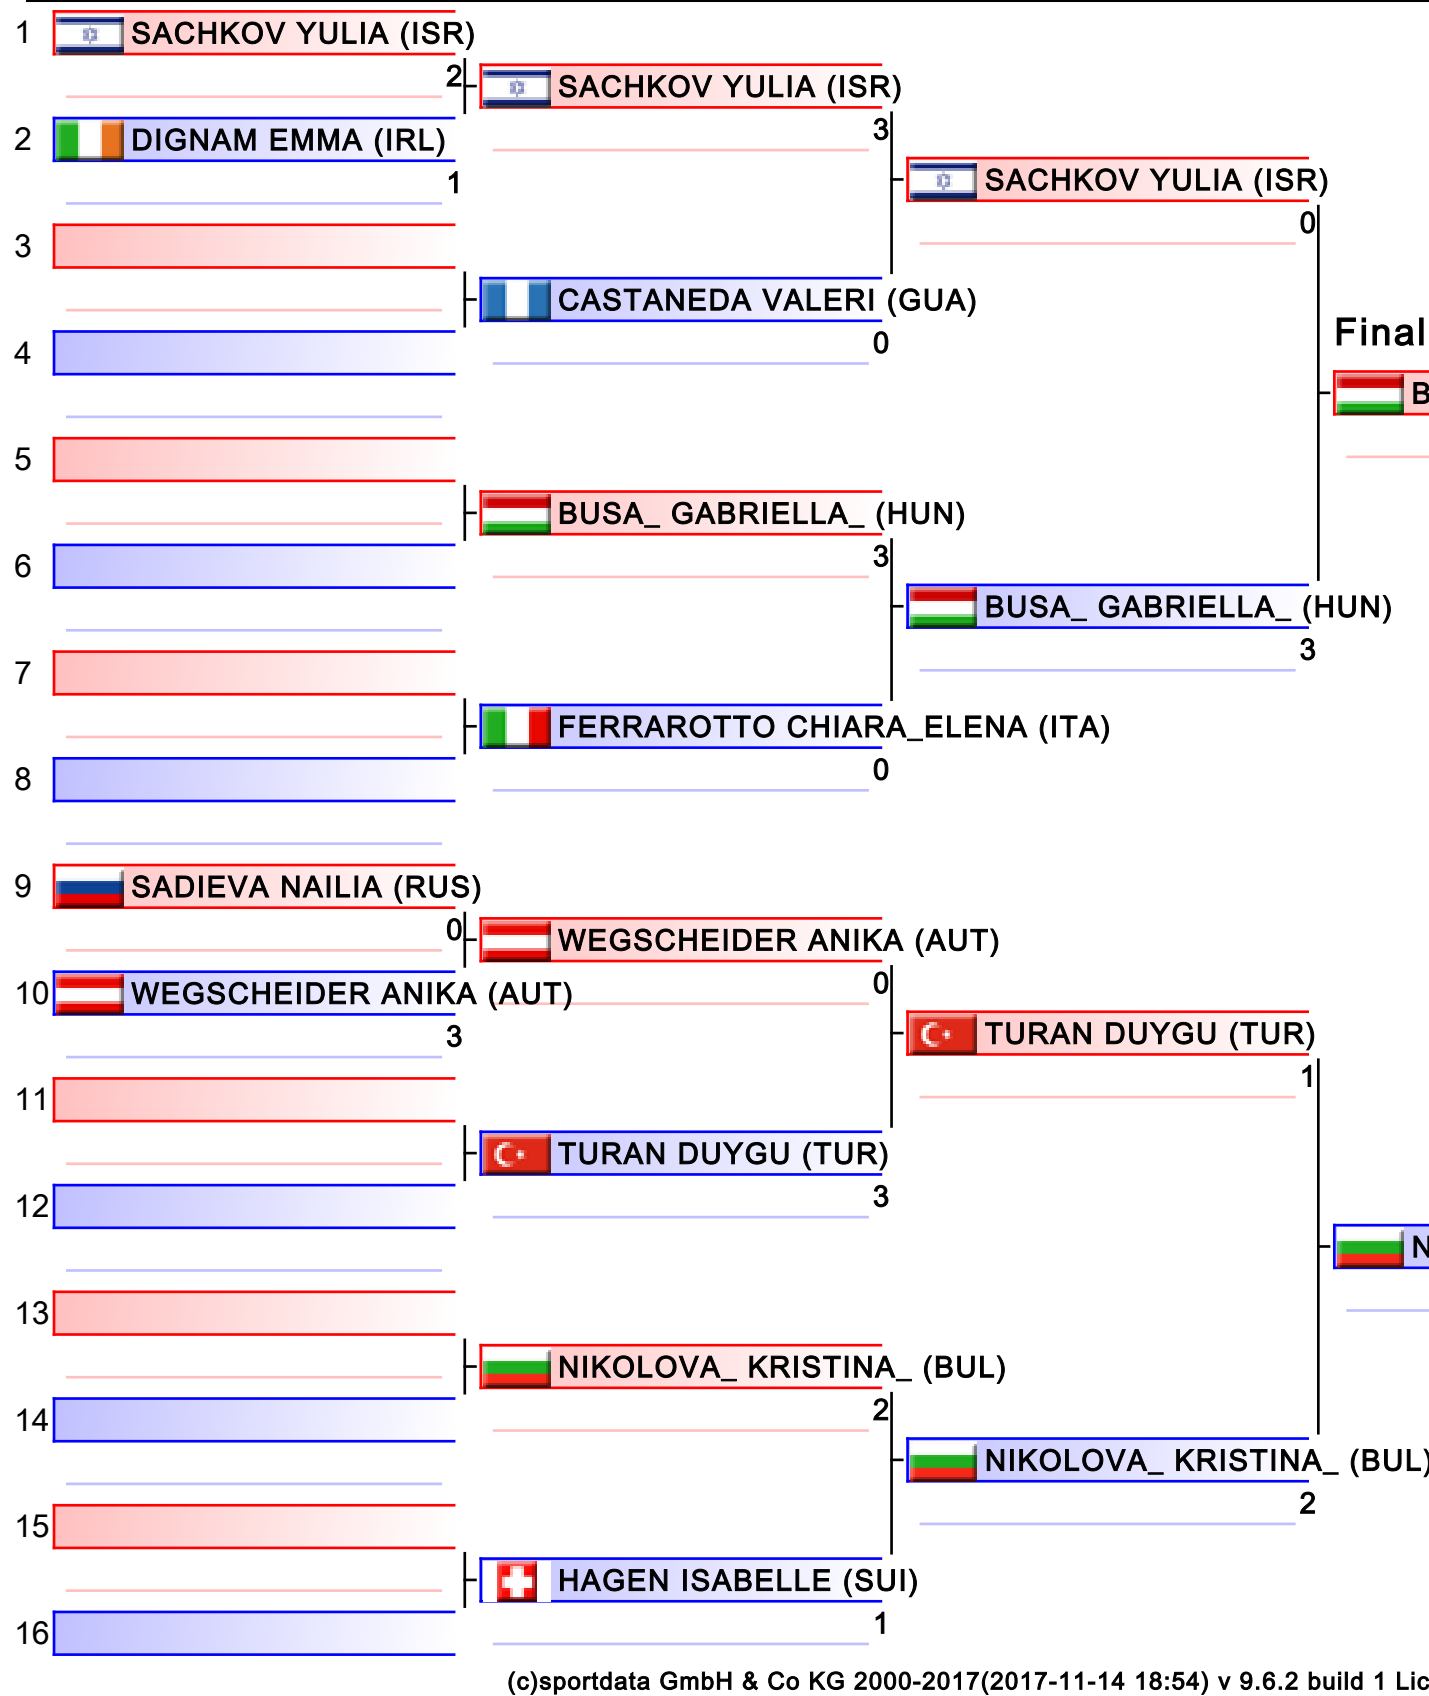 1 SACHKOV YULIA (ISR)
2 SACHKOV YULIA (ISR)
2 DIGNAM EMMA (IRL)
3
1
SACHKOV YULIA (ISR)
0
3
CASTANEDA VALERI (GUA)
0
Final
4
B
5
BUSA_ GABRIELLA_ (HUN)
3
6
BUSA_ GABRIELLA_ (HUN)
3
7
FERRAROTTO CHIARA_ELENA (ITA)
0
8
9 SADIEVA NAILIA (RUS)
0 WEGSCHEIDER ANIKA (AUT)
0
10 WEGSCHEIDER ANIKA (AUT)
3
TURAN DUYGU (TUR)
1
11
TURAN DUYGU (TUR)
3
12
N
13
NIKOLOVA_ KRISTINA_ (BUL)
2
14
NIKOLOVA_ KRISTINA_ (BUL)
2
15
HAGEN ISABELLE (SUI)
1
16
(c)sportdata GmbH & Co KG 2000-2017(2017-11-14 18:54) v 9.6.2 build 1 Lic